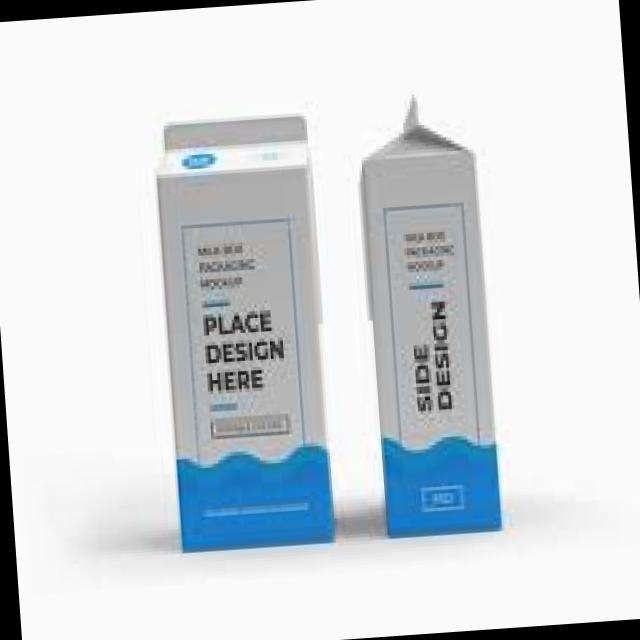 MILK BOX
PACKAGING
MOCKUP
PLACE
DESIGN
HERE
MILK BOX
PACKAGING
MOCKUP
SIDE
DESIGN